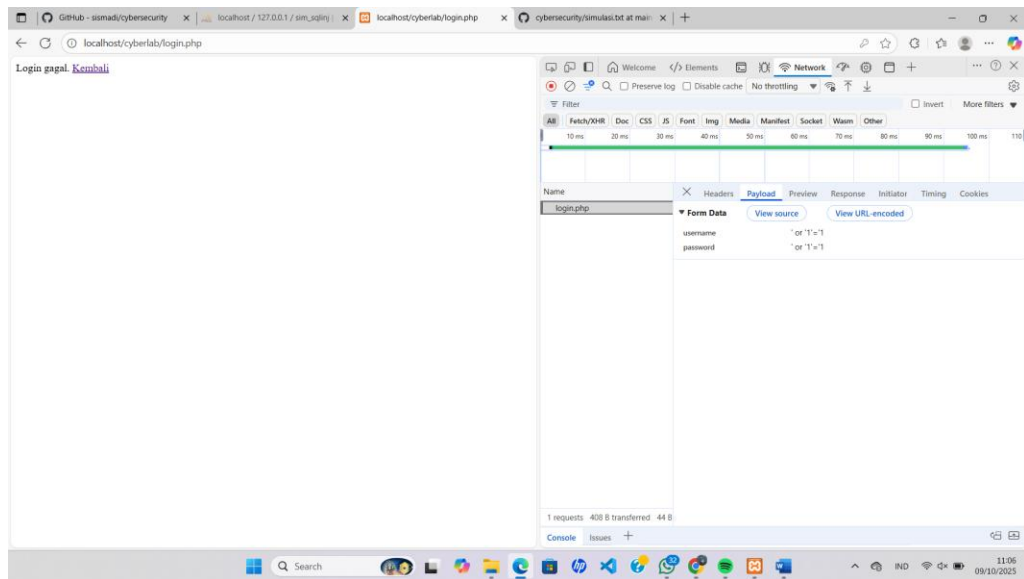 GitHub - sismadi/cybersecurity
localhost / 127.0.0.1 / sim_sqlinj
localhost/cyberlab/login.php
cybersecurity/simulasi.txt at main
localhost/cyberlab/login.php
Login gagal. Kembali
Welcome
</> Elements
Network
Preserve log
Disable cache
No throttling
Filter
Invert
More filters
All
Fetch/XHR
Doc
CSS
JS
Font
Img
Media
Manifest
Socket
Wasm
Other
10 ms
20 ms
30 ms
40 ms
50 ms
60 ms
70 ms
80 ms
90 ms
100 ms
110
Name
Headers
Payload
Preview
Response
Initiator
Timing
Cookies
login.php
Form Data
View source
View URL-encoded
username
' or '1'='1
password
' or '1'='1
1 requests
408 B transferred
44 B
Console
Issues
Search
IND
11:06
09/10/2025